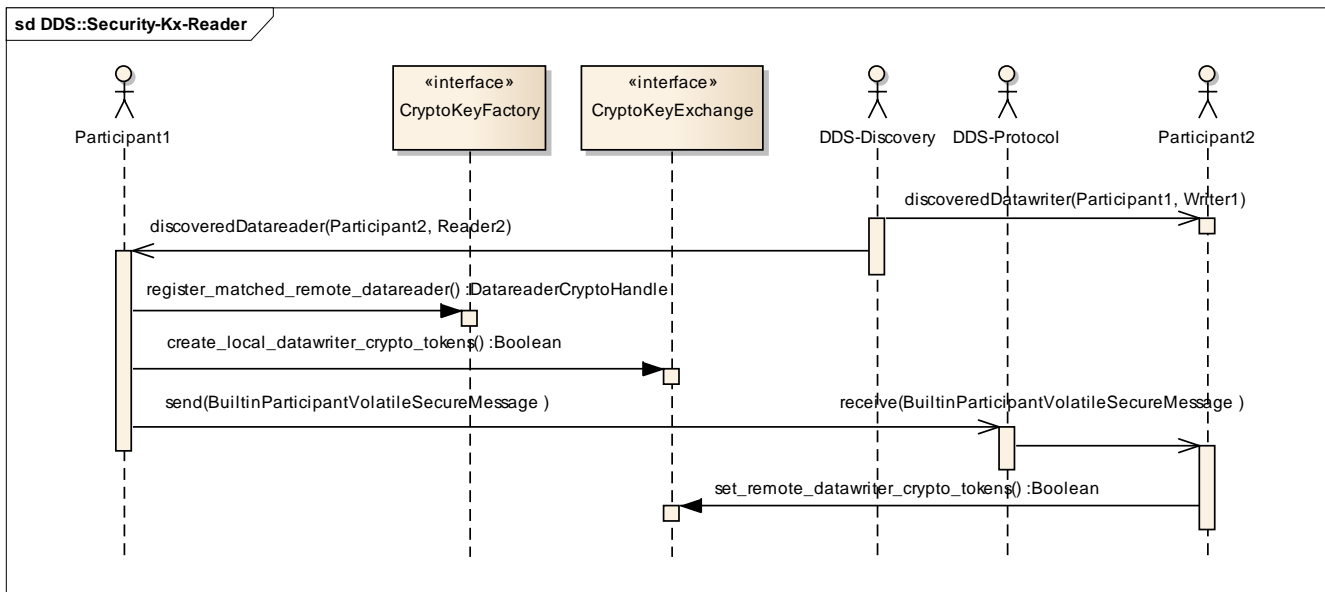 sd DDS::Security-Kx-Reader
«interface»
CryptoKeyFactory
«interface»
CryptoKeyExchange
Participant1
DDS-Discovery
DDS-Protocol
Participant2
discoveredDatawriter(Participant1, Writer1)
discoveredDatareader(Participant2, Reader2)
register_matched_remote_datareader() :DatareaderCryptoHandle
create_local_datawriter_crypto_tokens() :Boolean
send(BuiltinParticipantVolatileSecureMessage )
receive(BuiltinParticipantVolatileSecureMessage )
set_remote_datawriter_crypto_tokens() :Boolean